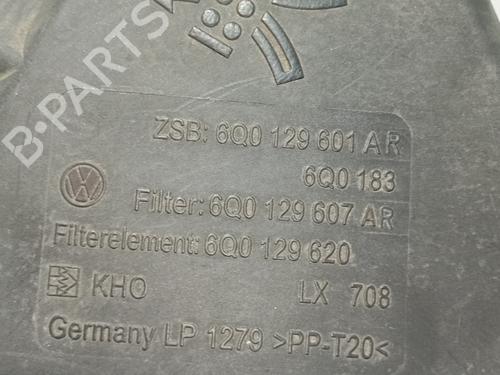 B-PARTS
ZSB: 6Q0 129 601 AR
6Q0 183
Filter: 6Q0 129 607 AR
Filterelement: 6Q0 129 620
KHO LX 708
Germany LP 1279 >PP-T20<